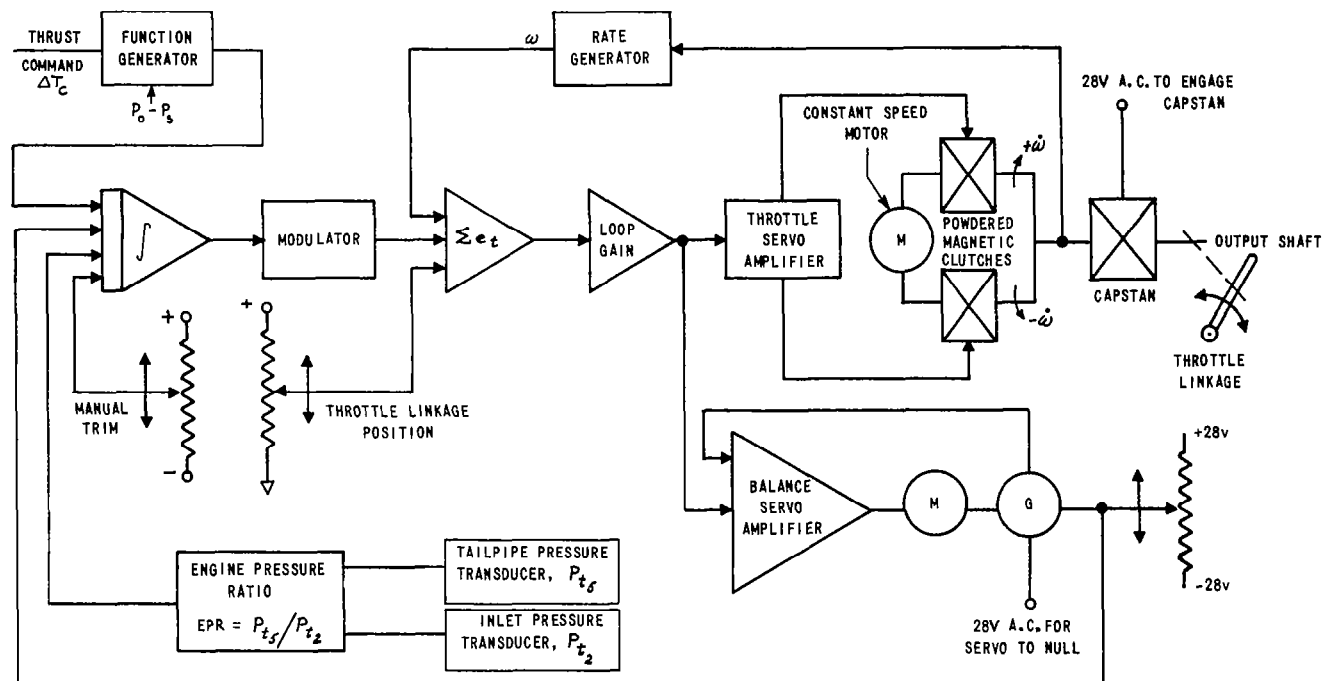 THRUST
COMMAND
ΔT_c
FUNCTION
GENERATOR
P_o - P_s
ω
RATE
GENERATOR
28V A.C. TO ENGAGE
CAPSTAN
CONSTANT SPEED
MOTOR
+ω̇
∫
MODULATOR
Σe_t
LOOP
GAIN
THROTTLE
SERVO
AMPLIFIER
M
POWDERED
MAGNETIC
CLUTCHES
-ω̇
CAPSTAN
OUTPUT SHAFT
THROTTLE
LINKAGE
+
+
MANUAL
TRIM
−
THROTTLE LINKAGE
POSITION
BALANCE
SERVO
AMPLIFIER
M
G
+28v
-28v
28V A.C. FOR
SERVO TO NULL
ENGINE PRESSURE
RATIO
EPR = P_t5/P_t2
TAILPIPE PRESSURE
TRANSDUCER, P_t5
INLET PRESSURE
TRANSDUCER, P_t2